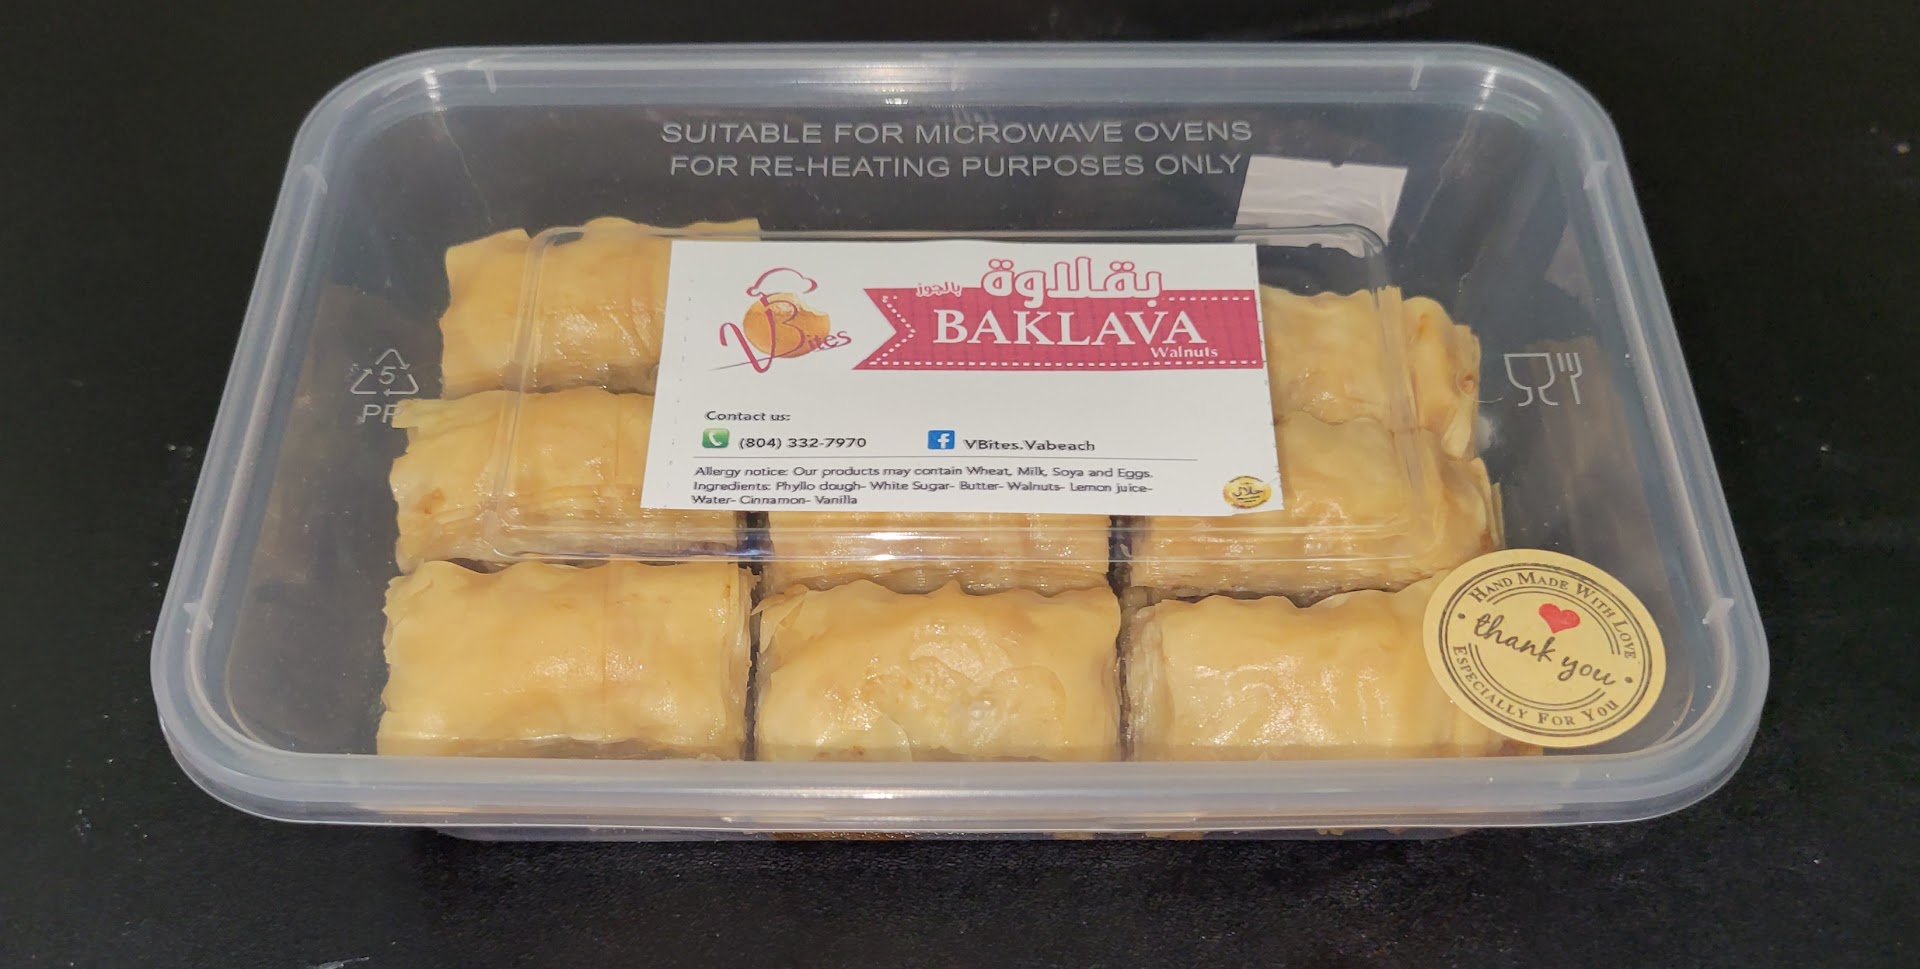 SUITABLE FOR MICROWAVE OVENS
FOR RE-HEATING PURPOSES ONLY
5
PP
VBites
بقلاوة بالجوز
BAKLAVA
Walnuts
Contact us:
(804) 332-7970
VBites.Vabeach
Allergy notice: Our products may contain Wheat, Milk, Soya and Eggs.
Ingredients: Phyllo dough- White Sugar- Butter- Walnuts- Lemon juice-
Water- Cinnamon- Vanilla
حلال
HAND MADE WITH LOVE
thank you
ESPECIALLY FOR YOU